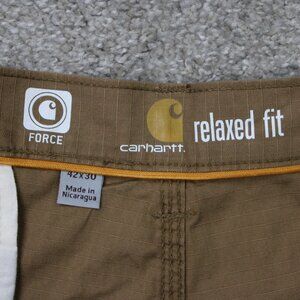 FORCE
carhartt.
relaxed fit
42x30
Made in
Nicaragua